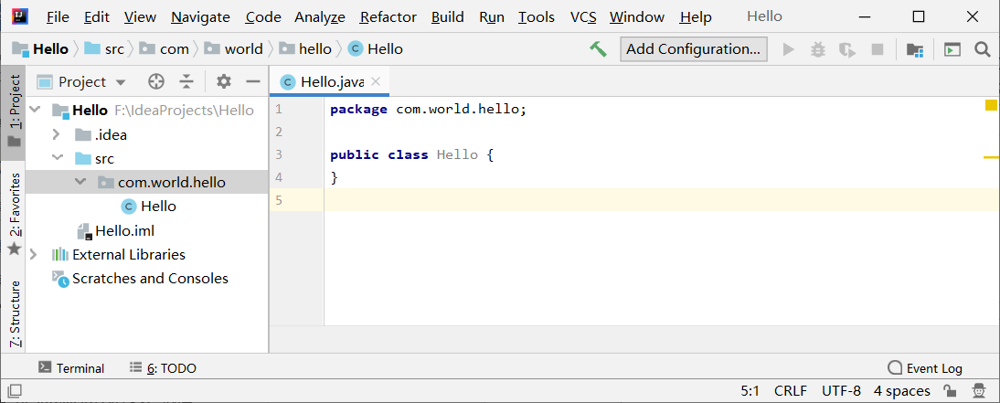 File Edit View Navigate Code Analyze Refactor Build Run Tools VCS Window Help Hello
Hello src com world hello Hello Add Configuration...
1: Project
2: Favorites
Z: Structure
Project
Hello F:\IdeaProjects\Hello
.idea
src
com.world.hello
Hello
Hello.iml
External Libraries
Scratches and Consoles
Hello.java
1 package com.world.hello;
2
3 public class Hello {
4 }
5
Terminal 6: TODO Event Log
5:1 CRLF UTF-8 4 spaces